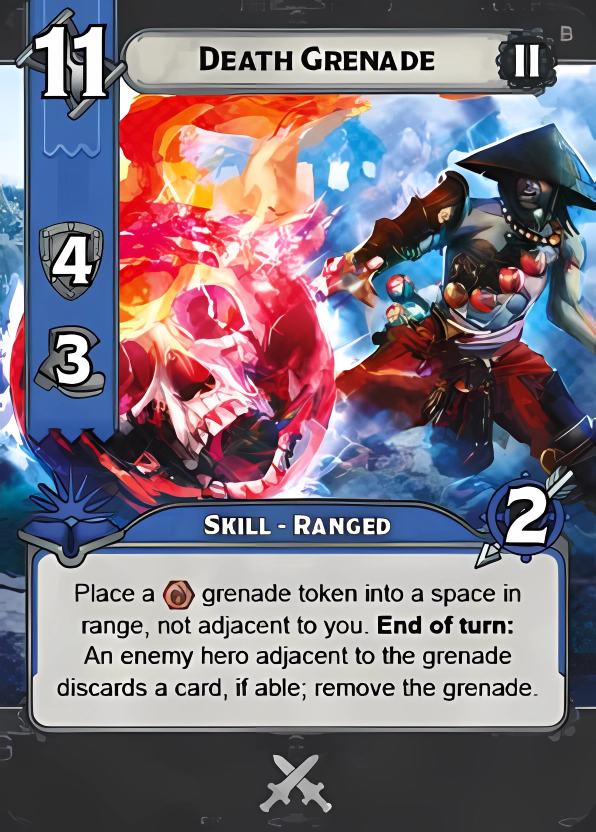 11
DEATH GRENADE
II
B
4
3
SKILL - RANGED
2
Place a grenade token into a space in
range, not adjacent to you. End of turn:
An enemy hero adjacent to the grenade
discards a card, if able; remove the grenade.